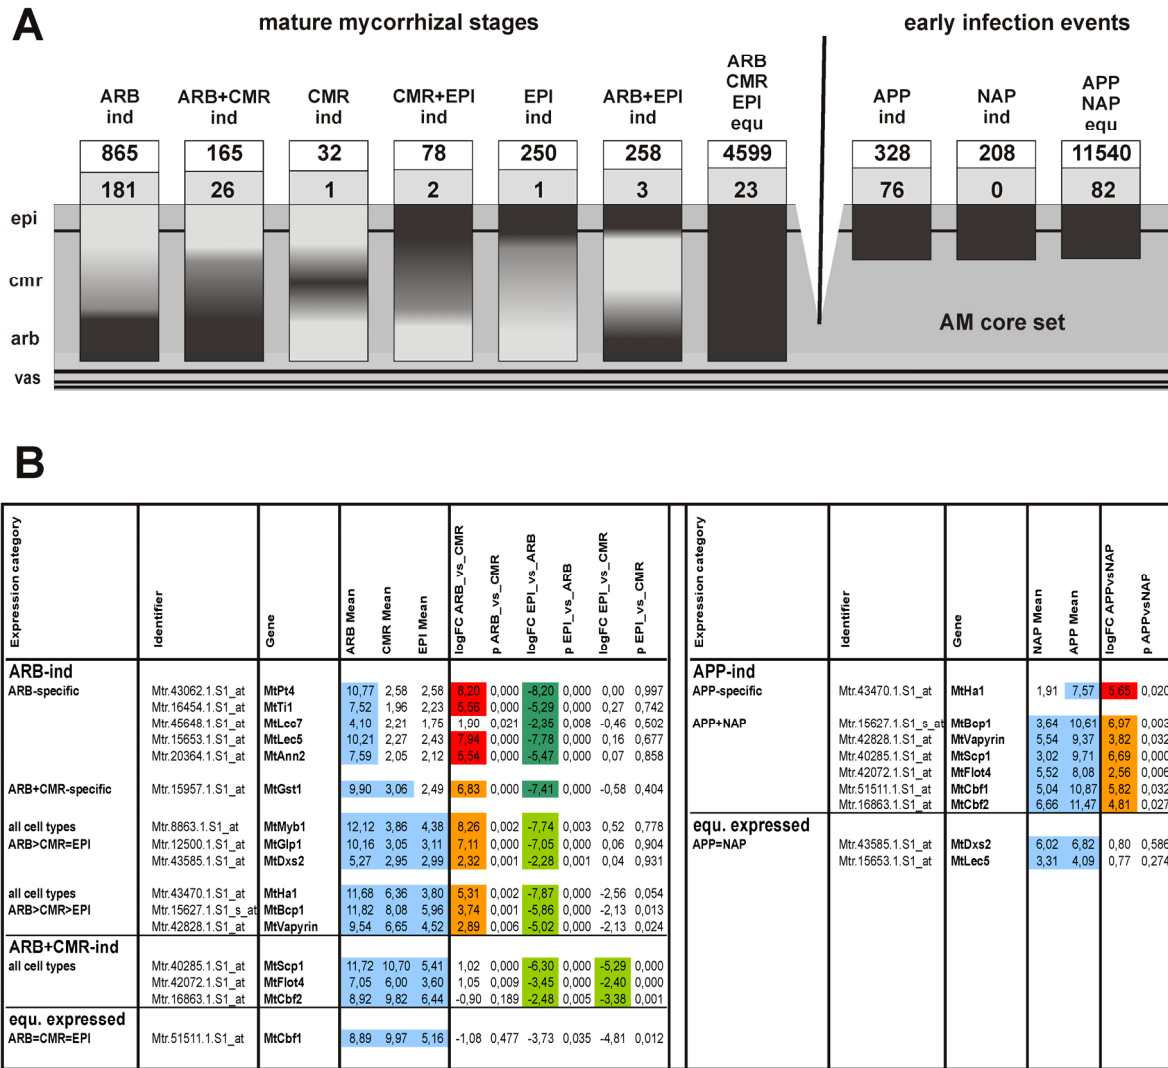 A
mature mycorrhizal stages
early infection events
ARB ind
ARB+CMR ind
CMR ind
CMR+EPI ind
EPI ind
ARB+EPI ind
ARB CMR EPI equ
APP ind
NAP ind
APP NAP equ
865 165 32 78 250 258 4599 328 208 11540
181 26 1 2 1 3 23 76 0 82
epi
cmr
arb
vas
AM core set
B
Expression category Identifier Gene ARB Mean CMR Mean EPI Mean logFC ARB_vs_CMR p ARB_vs_CMR logFC EPI_vs_ARB p EPI_vs_ARB logFC EPI_vs_CMR p EPI_vs_CMR
ARB-ind
ARB-specific Mtr.43062.1.S1_at MtPt4 10,77 2,58 2,58 8,20 0,000 -8,20 0,000 0,00 0,997
Mtr.16454.1.S1_at MtTi1 7,52 1,96 2,23 5,56 0,000 -5,29 0,000 0,27 0,742
Mtr.45648.1.S1_at MtLcc7 4,10 2,21 1,75 1,90 0,021 -2,35 0,008 -0,46 0,502
Mtr.15653.1.S1_at MtLec5 10,21 2,27 2,43 7,94 0,000 -7,78 0,000 0,16 0,677
Mtr.20364.1.S1_at MtAnn2 7,59 2,05 2,12 5,54 0,000 -5,47 0,000 0,07 0,858
ARB+CMR-specific Mtr.15957.1.S1_at MtGst1 9,90 3,06 2,49 6,83 0,000 -7,41 0,000 -0,58 0,404
all cell types Mtr.8863.1.S1_at MtMyb1 12,12 3,86 4,38 8,26 0,002 -7,74 0,003 0,52 0,778
ARB>CMR=EPI Mtr.12500.1.S1_at MtGlp1 10,16 3,05 3,11 7,11 0,000 -7,05 0,000 0,06 0,904
Mtr.43585.1.S1_at MtDxs2 5,27 2,95 2,99 2,32 0,001 -2,28 0,001 0,04 0,931
all cell types Mtr.43470.1.S1_at MtHa1 11,68 6,36 3,80 5,31 0,002 -7,87 0,000 -2,56 0,054
ARB>CMR>EPI Mtr.15627.1.S1_s_at MtBcp1 11,82 8,08 5,96 3,74 0,001 -5,86 0,000 -2,13 0,013
Mtr.42828.1.S1_at MtVapyrin 9,54 6,65 4,52 2,89 0,006 -5,02 0,000 -2,13 0,024
ARB+CMR-ind
all cell types Mtr.40285.1.S1_at MtScp1 11,72 10,70 5,41 1,02 0,000 -6,30 0,000 -5,29 0,000
Mtr.42072.1.S1_at MtFlot4 7,05 6,00 3,60 1,05 0,009 -3,45 0,000 -2,40 0,000
Mtr.16863.1.S1_at MtCbf2 8,92 9,82 6,44 -0,90 0,189 -2,48 0,005 -3,38 0,001
equ. expressed
ARB=CMR=EPI Mtr.51511.1.S1_at MtCbf1 8,89 9,97 5,16 -1,08 0,477 -3,73 0,035 -4,81 0,012
Expression category Identifier Gene NAP Mean APP Mean logFC APPvsNAP p APPvsNAP
APP-ind
APP-specific Mtr.43470.1.S1_at MtHa1 1,91 7,57 5,65 0,020
APP+NAP Mtr.15627.1.S1_s_at MtBcp1 3,64 10,61 6,97 0,003
Mtr.42828.1.S1_at MtVapyrin 5,54 9,37 3,82 0,032
Mtr.40285.1.S1_at MtScp1 3,02 9,71 6,69 0,000
Mtr.42072.1.S1_at MtFlot4 5,52 8,08 2,56 0,006
Mtr.51511.1.S1_at MtCbf1 5,04 10,87 5,82 0,032
Mtr.16863.1.S1_at MtCbf2 6,66 11,47 4,81 0,027
equ. expressed
APP=NAP Mtr.43585.1.S1_at MtDxs2 6,02 6,82 0,80 0,586
Mtr.15653.1.S1_at MtLec5 3,31 4,09 0,77 0,274